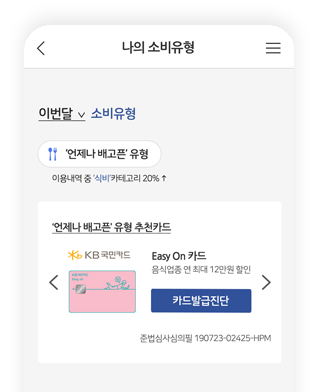 나의 소비유형
이번달 소비유형
'언제나 배고픈' 유형
이용내역 중 '식비'카테고리 20% ↑
'언제나 배고픈' 유형 추천카드
KB국민카드
Easy On 카드
음식업종 연 최대 12만원 할인
카드발급진단
준법심사심의필 190723-02425-HPM